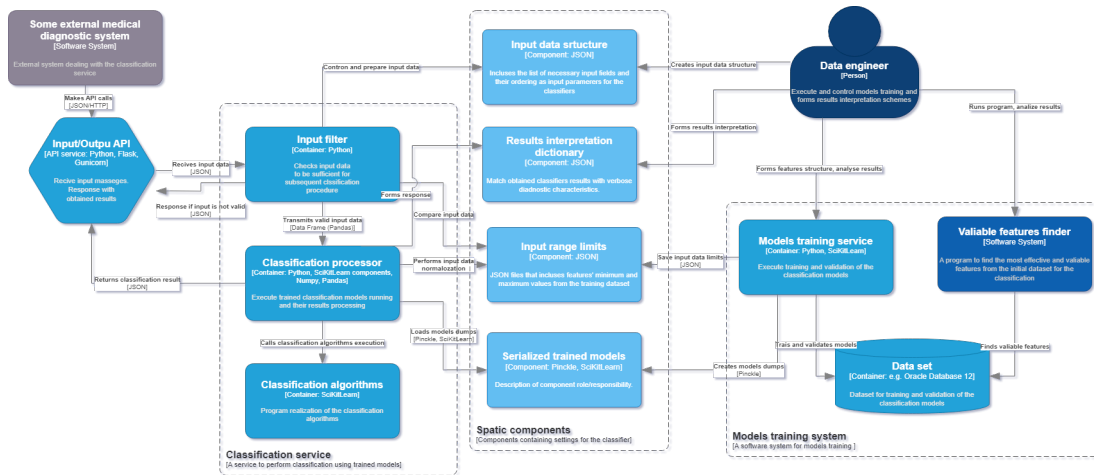 Some external medical
diagnostic system
[Software System]
External system dealing with the classification
service
Makes API calls
[JSON/HTTP]
Input/Outpu API
[API service: Python, Flask,
Gunicorn]
Recive input masseges.
Response with
obtained results
Recives input data
[JSON]
Response if input is not valid
[JSON]
Returns classification result
[JSON]
Contron and prepare input data
Input filter
[Container: Python]
Checks input data
to be sufficient for
subsequent clssification
procedure
Forms response
Compare input data
Transmits valid input data
[Data Frame (Pandas)]
Classification processor
[Container: Python, SciKitLearn components,
Numpy, Pandas]
Execute trained classification models running
and their results processing
Performs input data
normalozation
Loads models dumps
[Pinckle, SciKitLearn]
Calls classification algorithms execution
Classification algorithms
[Container: SciKitLearn]
Program realization of the classification
algorithms
Classification service
[A service to perform classification using trained models]
Input data srtucture
[Component: JSON]
Incluses the list of necessary input fields and
their ordering as input paramorers for the
classifiers
Results interpretation
dictionary
[Component: JSON]
Match obtained classifiers results with verbose
diadnostic characteristics.
Input range limits
[Component: JSON]
JSON files that incluses features' minimum and
maximum values from the training dataset
Serialized trained models
[Component: Pinckle, SciKitLearn]
Description of component role/responsibility.
Spatic components
[Components containing settings for the classifier]
Creates input data structure
Forms results interpretation
Data engineer
[Person]
Execute and control models training and
forms results interpretation schemes
Runs program, analize results
Forms features structure, analyse results
Save input data limits
[JSON]
Models training service
[Container: Python, SciKitLearn]
Execute training and validation of the
classification models
Valiable features finder
[Software System]
A program to find the most effective and valiable
features from the initial dataset for the
classification
Trais and validates models
Finds valiable features
Creates models dumps
[Pinckle]
Data set
[Container: e.g. Oracle Database 12]
Dataset for training and validation of the
classification models
Models training system
[A software system for models training ]